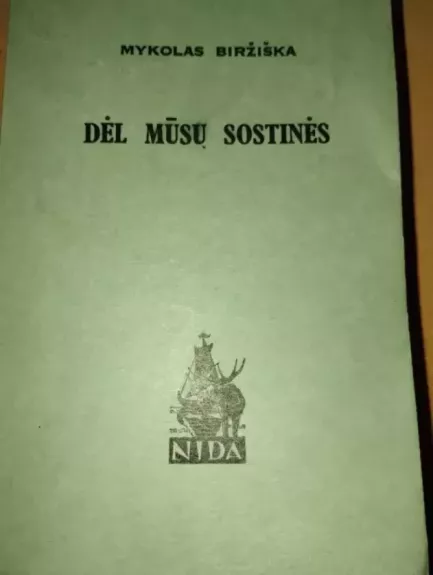 MYKOLAS BIRŽIŠKA
DĖL MŪSŲ SOSTINĖS
NIDA